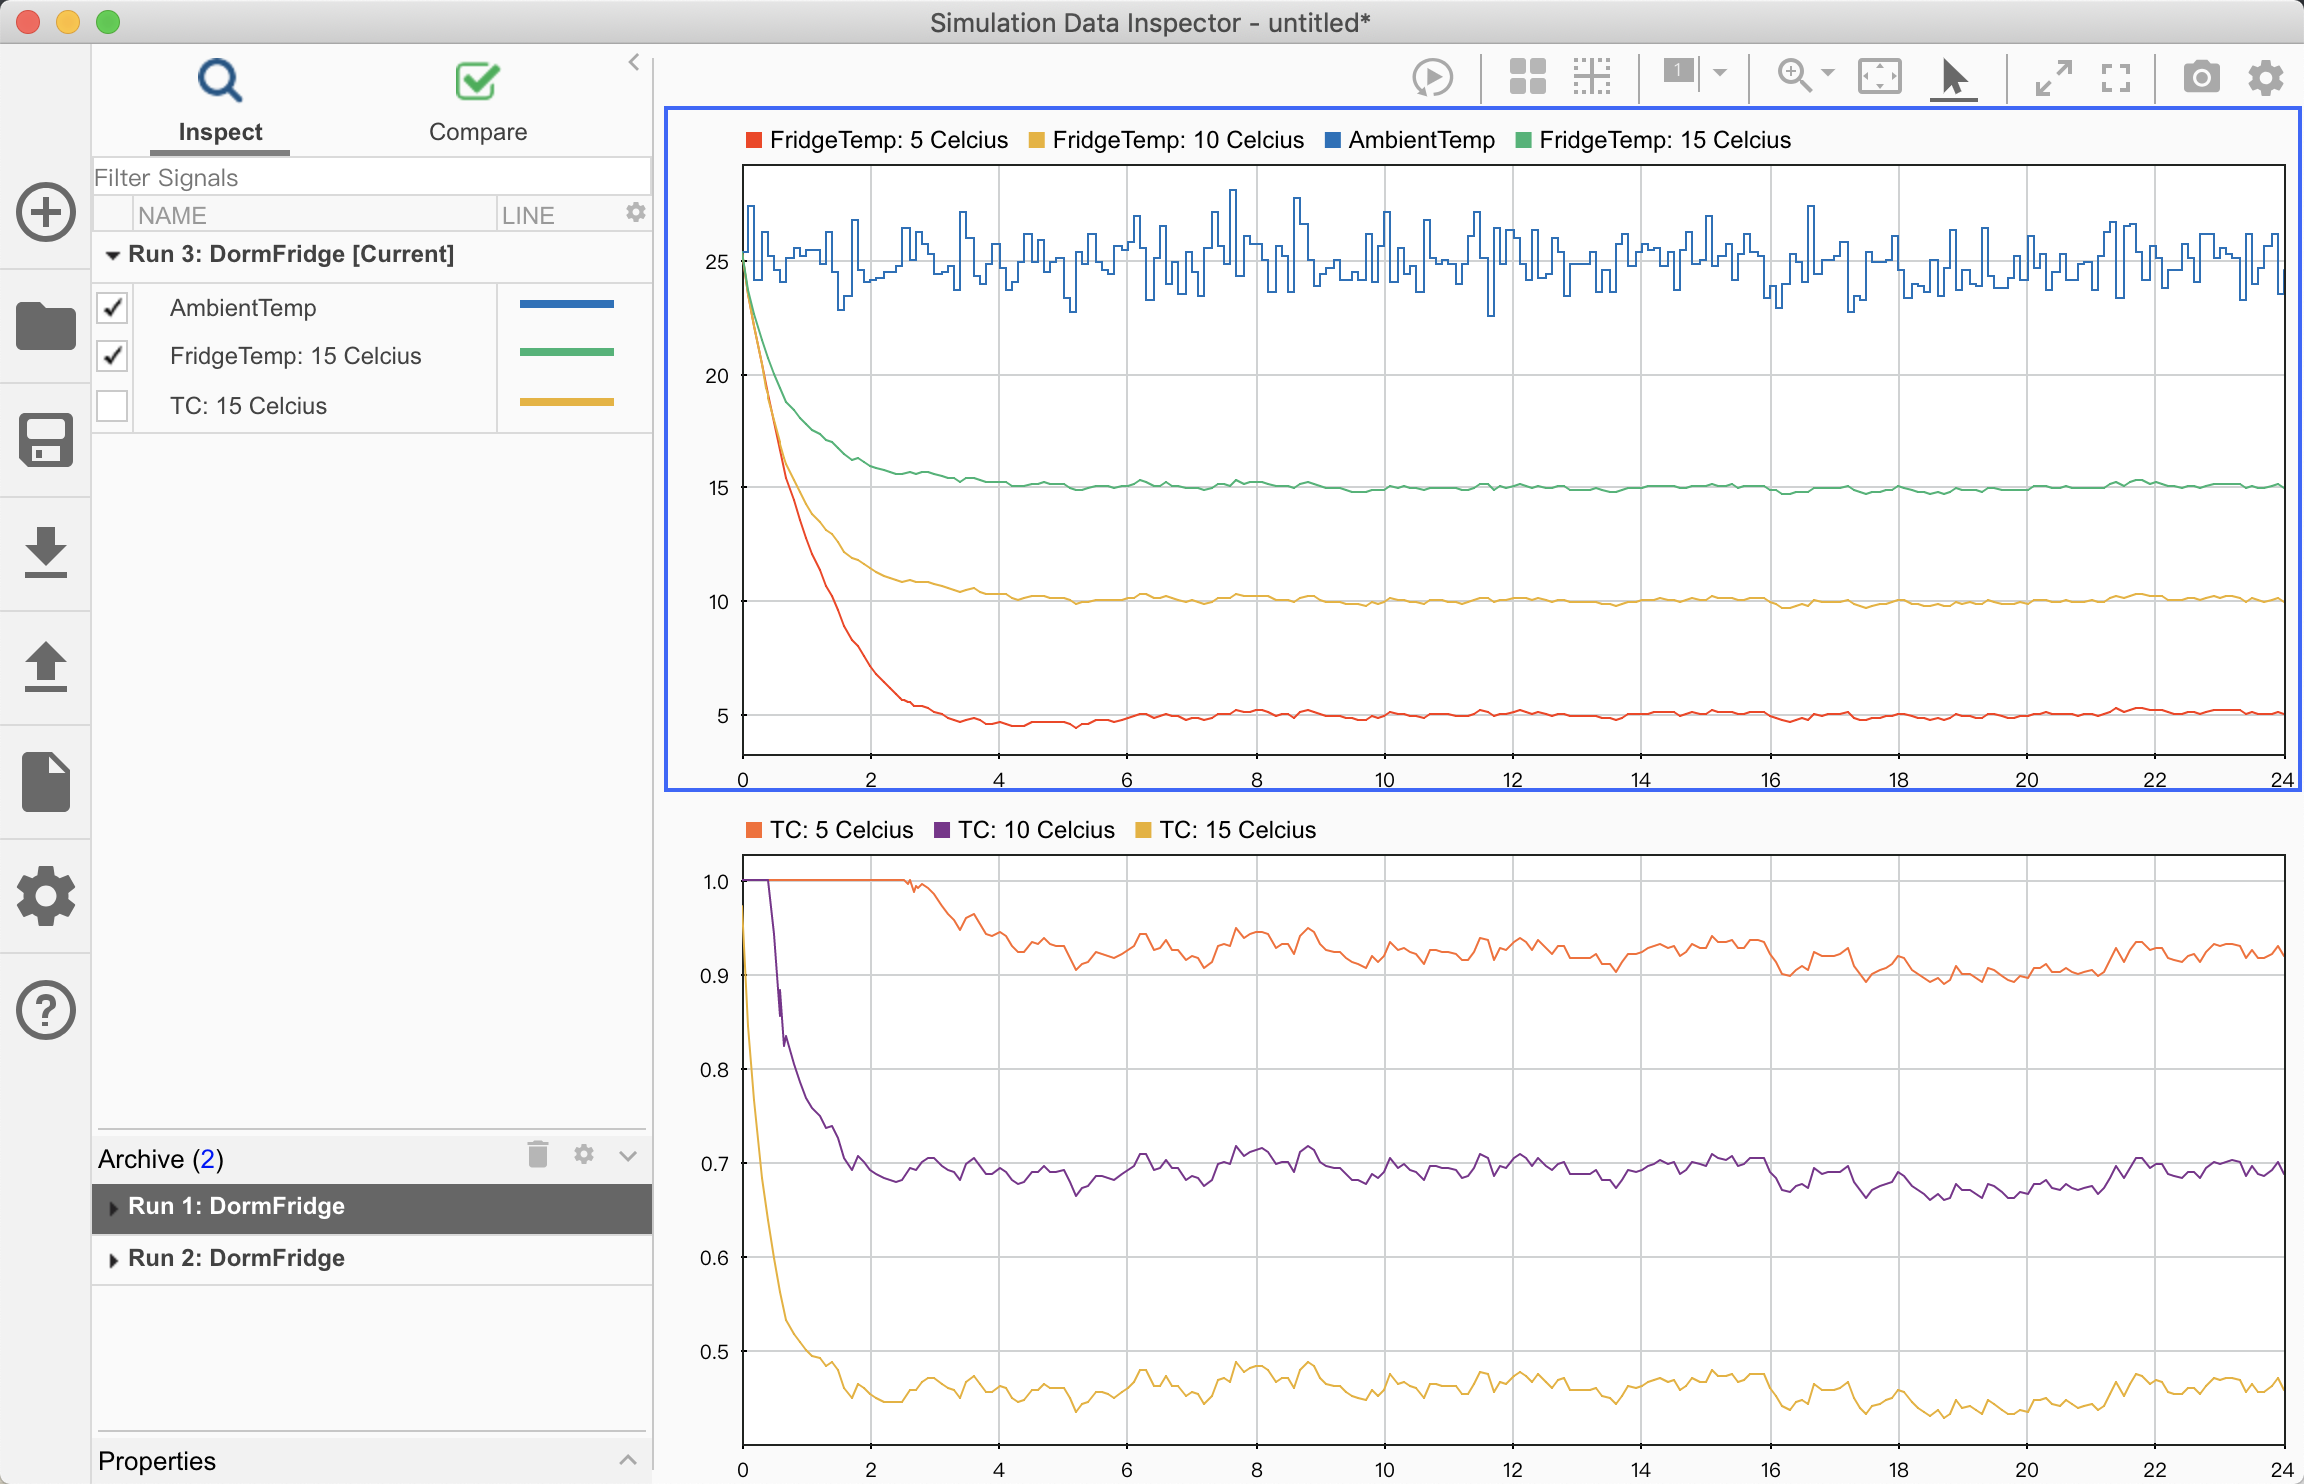 Simulation Data Inspector - untitled*
Inspect
Compare
Filter Signals
NAME LINE
Run 3: DormFridge [Current]
AmbientTemp
FridgeTemp: 15 Celcius
TC: 15 Celcius
Archive (2)
Run 1: DormFridge
Run 2: DormFridge
Properties
1
FridgeTemp: 5 Celcius FridgeTemp: 10 Celcius AmbientTemp FridgeTemp: 15 Celcius
25
20
15
10
5
0 2 4 6 8 10 12 14 16 18 20 22 24
TC: 5 Celcius TC: 10 Celcius TC: 15 Celcius
1.0
0.9
0.8
0.7
0.6
0.5
0 2 4 6 8 10 12 14 16 18 20 22 24